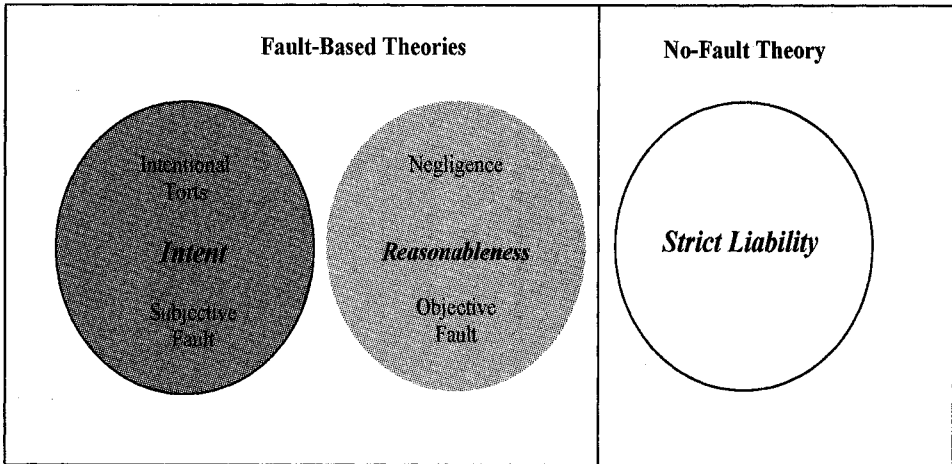 Fault-Based Theories
No-Fault Theory
Intentional
Torts
Intent
Subjective
Fault
Negligence
Reasonableness
Objective
Fault
Strict Liability